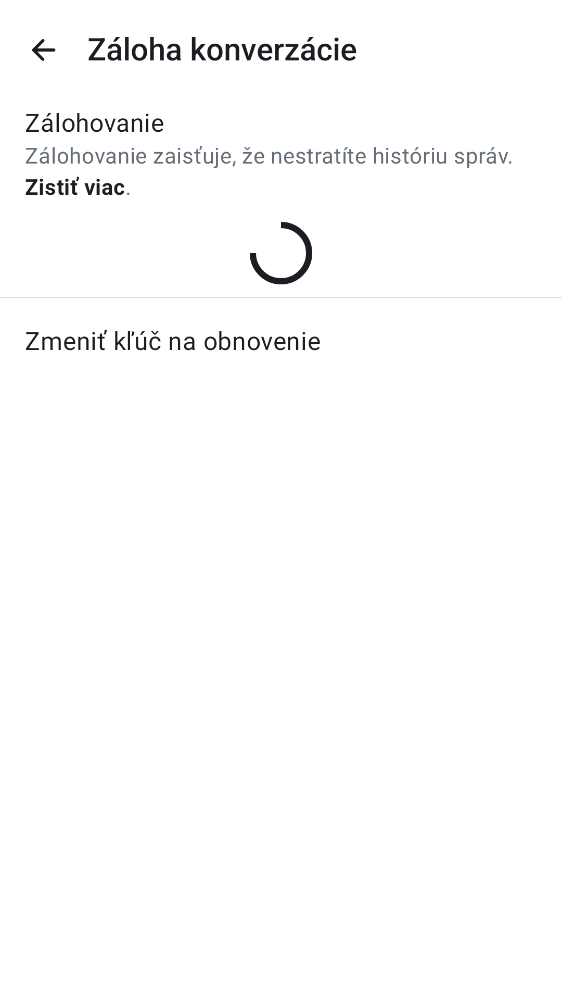 Záloha konverzácie
Zálohovanie
Zálohovanie zaisťuje, že nestratíte históriu správ.
Zistiť viac.
Zmeniť kľúč na obnovenie